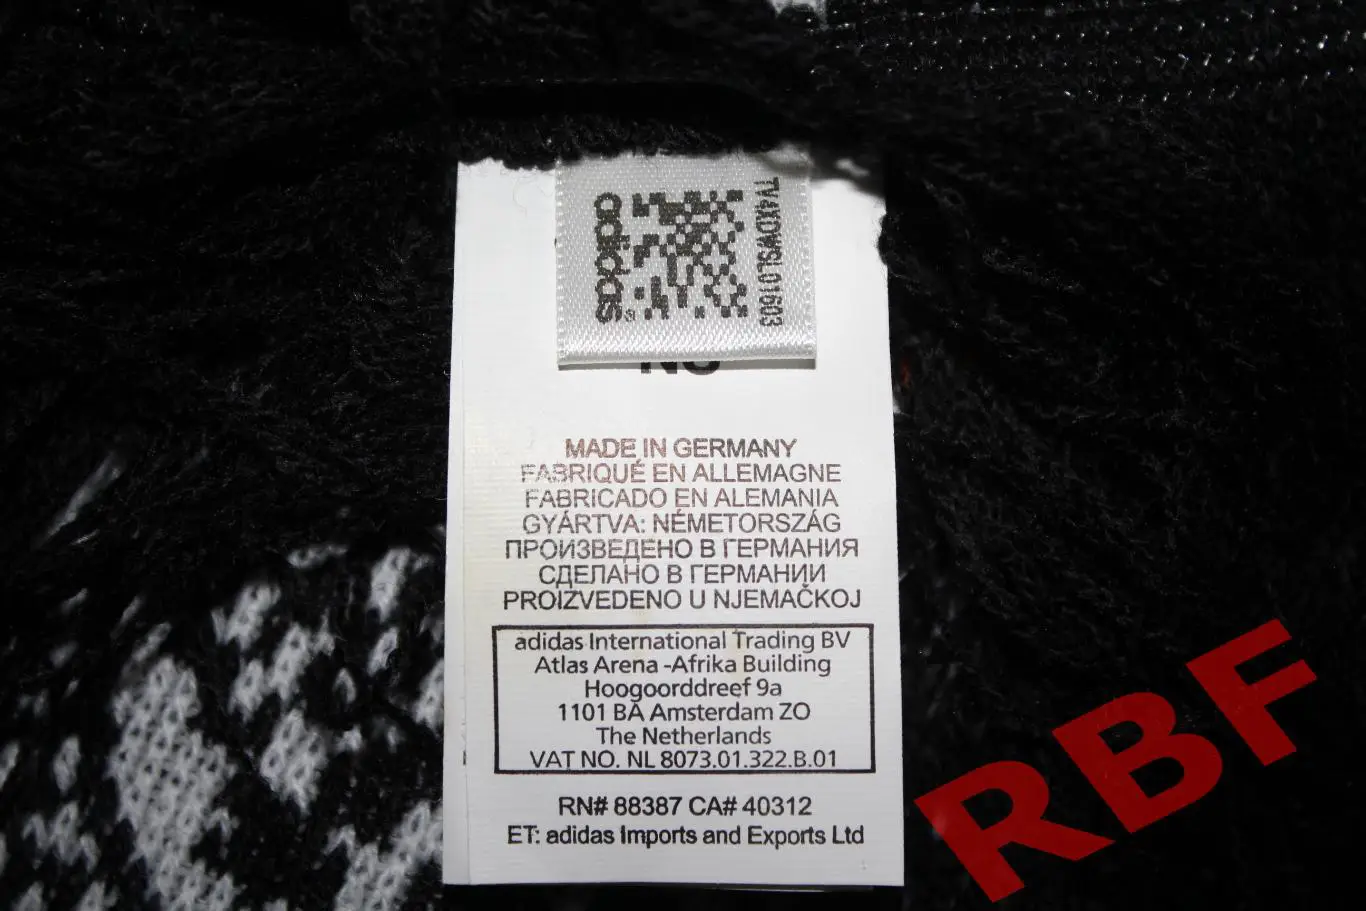 adidas
7V4XDWSL01603
MADE IN GERMANY
FABRIQUÉ EN ALLEMAGNE
FABRICADO EN ALEMANIA
GYÁRTVA: NÉMETORSZÁG
ПРОИЗВЕДЕНО В ГЕРМАНИЯ
СДЕЛАНО В ГЕРМАНИИ
PROIZVEDENO U NJEMAČKOJ
adidas International Trading BV
Atlas Arena -Afrika Building
Hoogoorddreef 9a
1101 BA Amsterdam ZO
The Netherlands
VAT NO. NL 8073.01.322.B.01
RN# 88387 CA# 40312
ET: adidas Imports and Exports Ltd
RBF